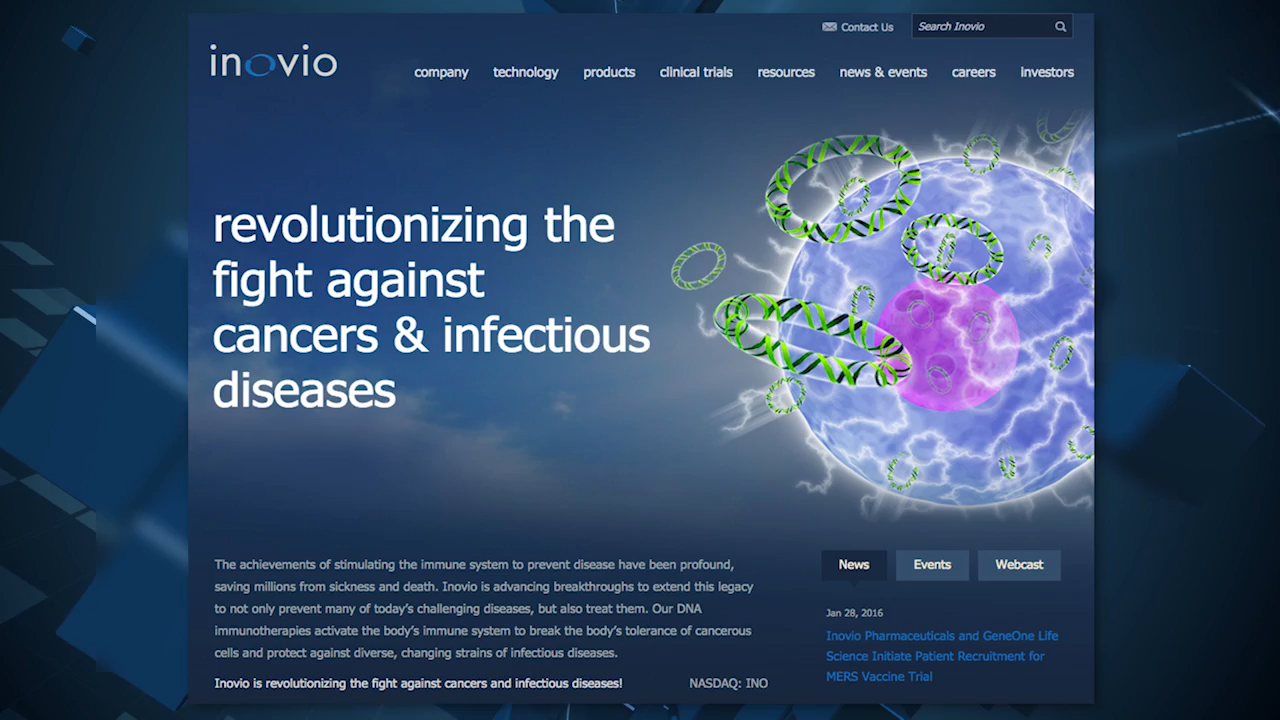 Contact Us
Search Inovio
inovio
company technology products clinical trials resources news & events careers investors
revolutionizing the
fight against
cancers & infectious
diseases
The achievements of stimulating the immune system to prevent disease have been profound,
saving millions from sickness and death. Inovio is advancing breakthroughs to extend this legacy
to not only prevent many of today's challenging diseases, but also treat them. Our DNA
immunotherapies activate the body's immune system to break the body's tolerance of cancerous
cells and protect against diverse, changing strains of infectious diseases.
Inovio is revolutionizing the fight against cancers and infectious diseases! NASDAQ: INO
News Events Webcast
Jan 28, 2016
Inovio Pharmaceuticals and GeneOne Life
Science Initiate Patient Recruitment for
MERS Vaccine Trial